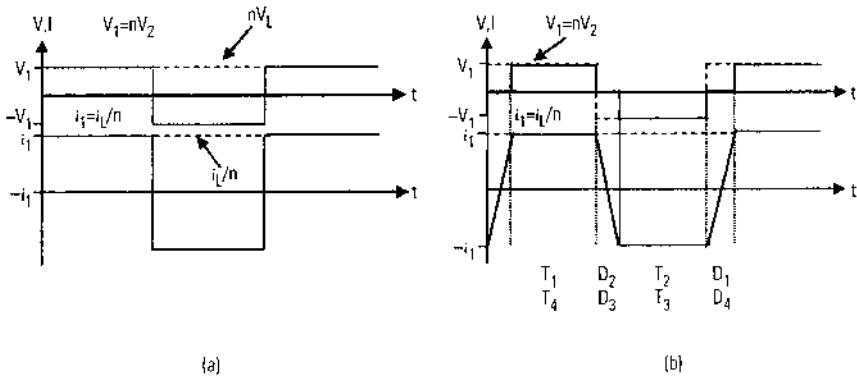 V,I
V₁=nV₂
nV_L
V₁
t
–V₁
i₁=i_L/n
i₁
i_L/n
–i₁
t
(a)
V,I
V₁=nV₂
V₁
t
–V₁
i₁=i_L/n
i₁
t
–i₁
T₁ D₂ T₂ D₁
T₄ D₃ T₃ D₄
(b)